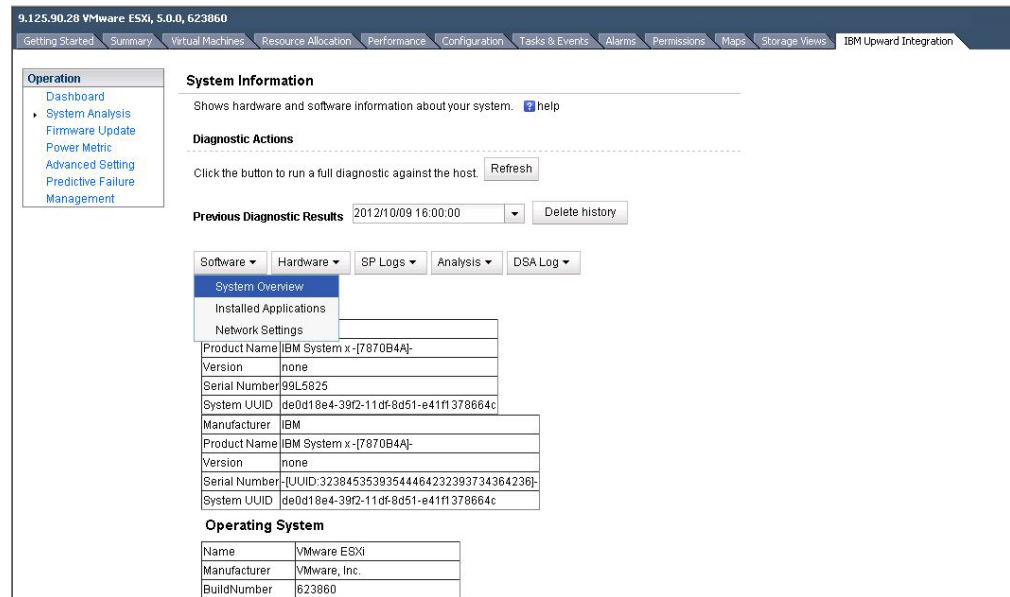 9.125.90.28 VMware ESXi, 5.0.0, 623860
Getting Started Summary Virtual Machines Resource Allocation Performance Configuration Tasks & Events Alarms Permissions Maps Storage Views IBM Upward Integration
Operation
Dashboard
System Analysis
Firmware Update
Power Metric
Advanced Setting
Predictive Failure
Management
System Information
Shows hardware and software information about your system. ? help
Diagnostic Actions
Click the button to run a full diagnostic against the host. Refresh
Previous Diagnostic Results 2012/10/09 16:00:00 Delete history
Software Hardware SP Logs Analysis DSA Log
System Overview
Installed Applications
Network Settings
Product Name IBM System x -[7870B4A]-
Version none
Serial Number 99L5825
System UUID de0d18e4-39f2-11df-8d51-e41f1378664c
Manufacturer IBM
Product Name IBM System x -[7870B4A]-
Version none
Serial Number -[UUID:32384535393544464232393734364236]-
System UUID de0d18e4-39f2-11df-8d51-e41f1378664c
Operating System
Name VMware ESXi
Manufacturer VMware, Inc.
BuildNumber 623860